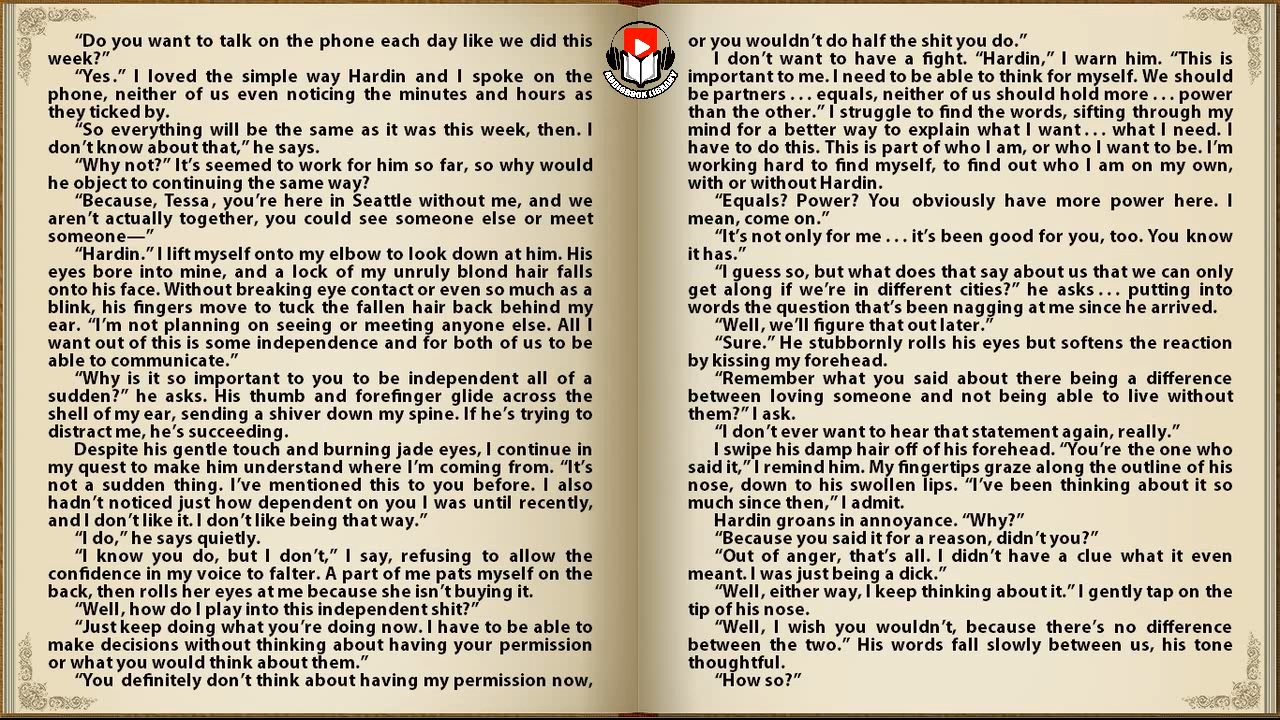 “Do you want to talk on the phone each day like we did this
week?”
“Yes.” I loved the simple way Hardin and I spoke on the
phone, neither of us even noticing the minutes and hours as
they ticked by.
“So everything will be the same as it was this week, then. I
don’t know about that,” he says.
“Why not?” It’s seemed to work for him so far, so why would
he object to continuing the same way?
“Because, Tessa, you’re here in Seattle without me, and we
aren’t actually together, you could see someone else or meet
someone—”
“Hardin.” I lift myself onto my elbow to look down at him. His
eyes bore into mine, and a lock of my unruly blond hair falls
onto his face. Without breaking eye contact or even so much as a
blink, his fingers move to tuck the fallen hair back behind my
ear. “I’m not planning on seeing or meeting anyone else. All I
want out of this is some independence and for both of us to be
able to communicate.”
“Why is it so important to you to be independent all of a
sudden?” he asks. His thumb and forefinger glide across the
shell of my ear, sending a shiver down my spine. If he’s trying to
distract me, he’s succeeding.
Despite his gentle touch and burning jade eyes, I continue in
my quest to make him understand where I’m coming from. “It’s
not a sudden thing. I’ve mentioned this to you before. I also
hadn’t noticed just how dependent on you I was until recently,
and I don’t like it. I don’t like being that way.”
“I do,” he says quietly.
“I know you do, but I don’t,” I say, refusing to allow the
confidence in my voice to falter. A part of me pats myself on the
back, then rolls her eyes at me because she isn’t buying it.
“Well, how do I play into this independent shit?”
“Just keep doing what you’re doing now. I have to be able to
make decisions without thinking about having your permission
or what you would think about them.”
“You definitely don’t think about having my permission now,
AUDIOBOOK LIBRARY
or you wouldn’t do half the shit you do.”
I don’t want to have a fight. “Hardin,” I warn him. “This is
important to me. I need to be able to think for myself. We should
be partners . . . equals, neither of us should hold more . . . power
than the other.” I struggle to find the words, sifting through my
mind for a better way to explain what I want . . . what I need. I
have to do this. This is part of who I am, or who I want to be. I’m
working hard to find myself, to find out who I am on my own,
with or without Hardin.
“Equals? Power? You obviously have more power here. I
mean, come on.”
“It’s not only for me . . . it’s been good for you, too. You know
it has.”
“I guess so, but what does that say about us that we can only
get along if we’re in different cities?” he asks . . . putting into
words the question that’s been nagging at me since he arrived.
“Well, we’ll figure that out later.”
“Sure.” He stubbornly rolls his eyes but softens the reaction
by kissing my forehead.
“Remember what you said about there being a difference
between loving someone and not being able to live without
them?” I ask.
“I don’t ever want to hear that statement again, really.”
I swipe his damp hair off of his forehead. “You’re the one who
said it,” I remind him. My fingertips graze along the outline of his
nose, down to his swollen lips. “I’ve been thinking about it so
much since then,” I admit.
Hardin groans in annoyance. “Why?”
“Because you said it for a reason, didn’t you?”
“Out of anger, that’s all. I didn’t have a clue what it even
meant. I was just being a dick.”
“Well, either way, I keep thinking about it.” I gently tap on the
tip of his nose.
“Well, I wish you wouldn’t, because there’s no difference
between the two.” His words fall slowly between us, his tone
thoughtful.
“How so?”